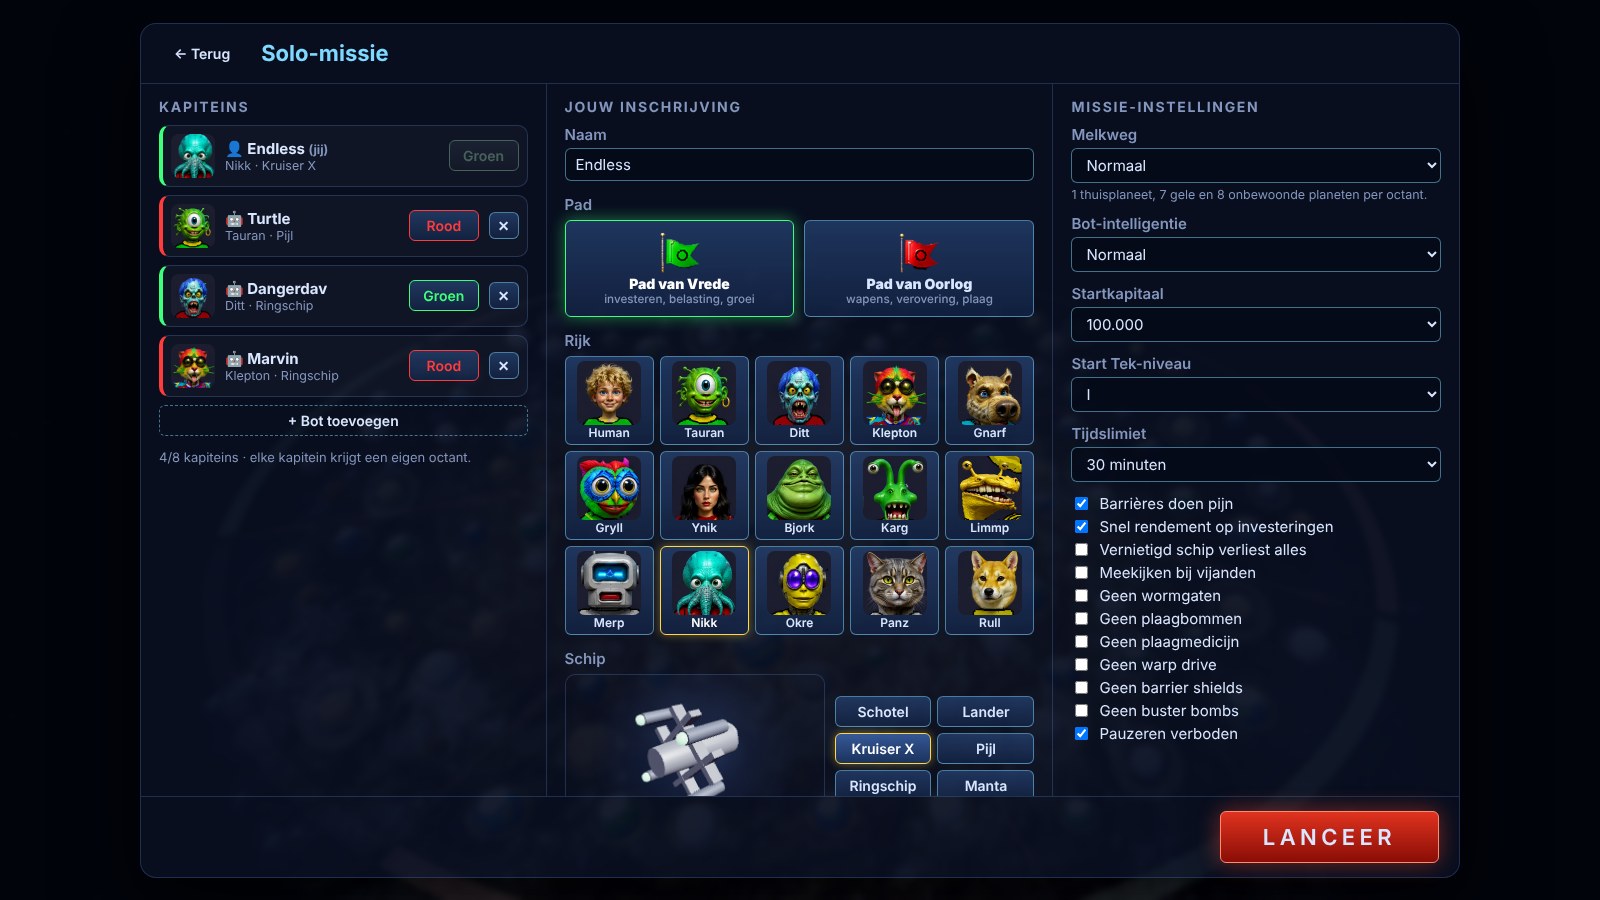 ← Terug
Solo-missie
KAPITEINS
Endless (jij)
Nikk · Kruiser X
Groen
Turtle
Tauran · Pijl
Rood
×
Dangerdav
Ditt · Ringschip
Groen
×
Marvin
Klepton · Ringschip
Rood
×
+ Bot toevoegen
4/8 kapiteins · elke kapitein krijgt een eigen octant.
JOUW INSCHRIJVING
Naam
Endless
Pad
Pad van Vrede
investeren, belasting, groei
Pad van Oorlog
wapens, verovering, plaag
Rijk
Human
Tauran
Ditt
Klepton
Gnarf
Gryll
Ynik
Bjork
Karg
Limmp
Merp
Nikk
Okre
Panz
Rull
Schip
Schotel
Lander
Kruiser X
Pijl
Ringschip
Manta
MISSIE-INSTELLINGEN
Melkweg
Normaal
1 thuisplaneet, 7 gele en 8 onbewoonde planeten per octant.
Bot-intelligentie
Normaal
Startkapitaal
100.000
Start Tek-niveau
I
Tijdslimiet
30 minuten
Barrières doen pijn
Snel rendement op investeringen
Vernietigd schip verliest alles
Meekijken bij vijanden
Geen wormgaten
Geen plaagbommen
Geen plaagmedicijn
Geen warp drive
Geen barrier shields
Geen buster bombs
Pauzeren verboden
LANCEER